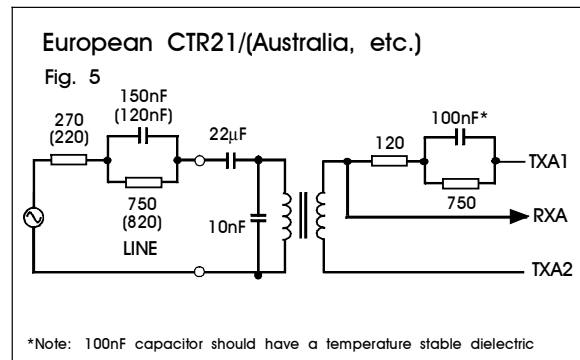 European CTR21/(Australia, etc.)
Fig. 5
150nF
(120nF)
270
(220)
22µF
100nF*
120
TXA1
750
(820)
LINE
10nF
750
RXA
TXA2
*Note: 100nF capacitor should have a temperature stable dielectric